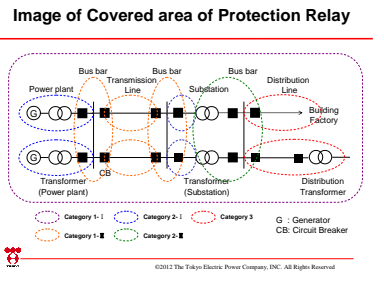 Image of Covered area of Protection Relay
Bus bar
Bus bar
Bus bar
Power plant
Transmission
Line
Substation
Distribution
Line
G
Building
Factory
G
CB
Transformer
(Power plant)
Transformer
(Substation)
Distribution
Transformer
Category 1- I
Category 2- I
Category 3
Category 1- II
Category 2- II
G : Generator
CB: Circuit Breaker
©2012 The Tokyo Electric Power Company, INC. All Rights Reserved